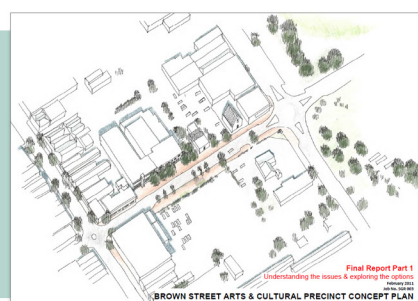 Final Report Part 1
Understanding the issues & exploring the options
February 2011
BROWN STREET ARTS & CULTURAL PRECINCT CONCEPT PLAN